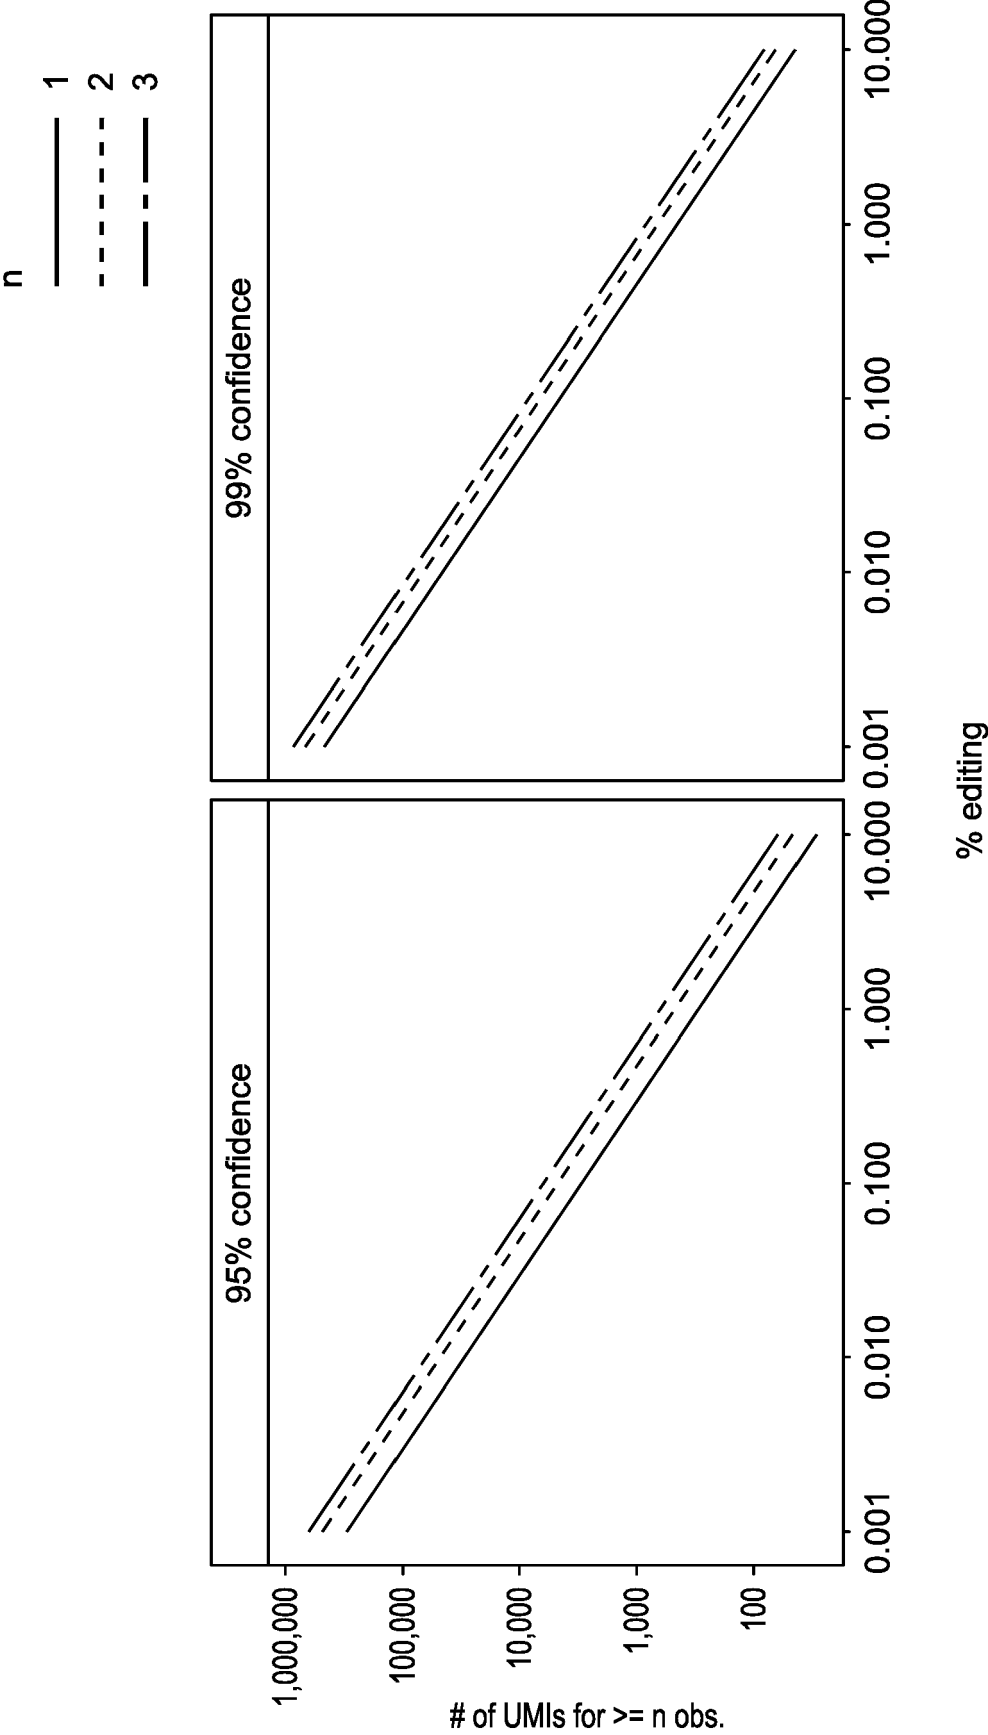 n
1
2
3
95% confidence
99% confidence
# of UMIs for >= n obs.
1,000,000
100,000
10,000
1,000
100
0.001 0.010 0.100 1.000 10.000
0.001 0.010 0.100 1.000 10.000
% editing